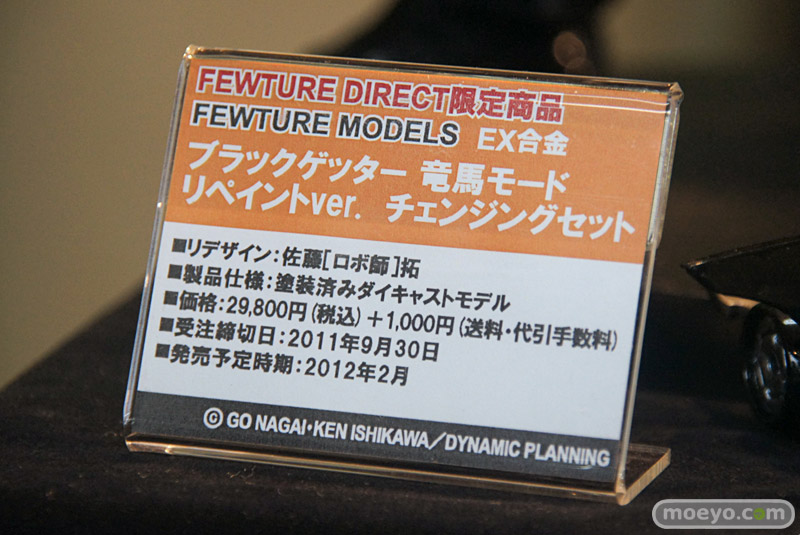 FEWTURE DIRECT限定商品
FEWTURE MODELS EX合金
ブラックゲッター 竜馬モード
リペイントver. チェンジングセット
■リデザイン:佐藤[ロボ師]拓
■製品仕様:塗装済みダイキャストモデル
■価格:29,800円(税込)+1,000円(送料・代引手数料)
■受注締切日:2011年9月30日
■発売予定時期:2012年2月
© GO NAGAI・KEN ISHIKAWA/DYNAMIC PLANNING
moeyo.com